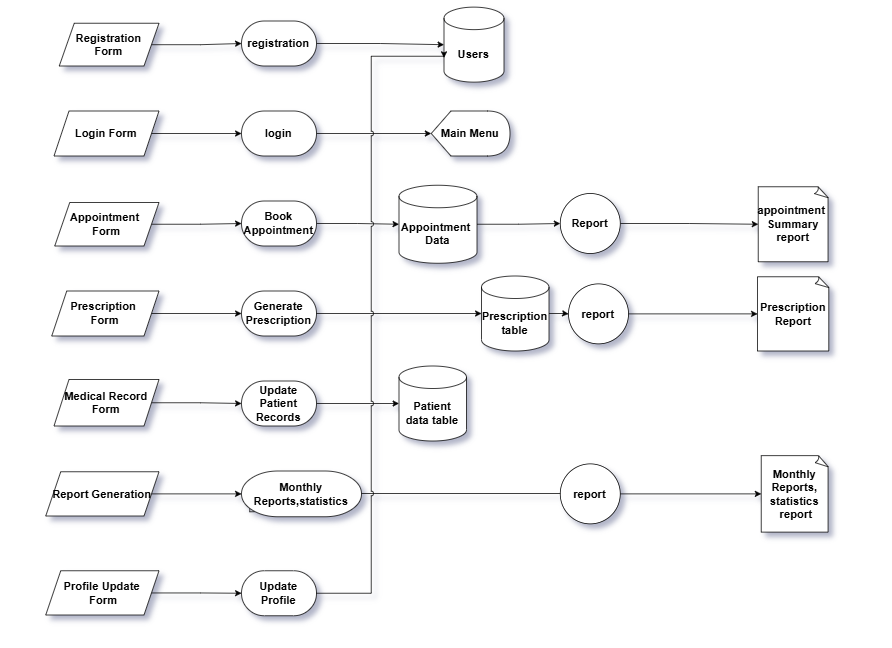 Registration
Form
registration
Users
Login Form
login
Main Menu
Appointment
Form
Book
Appointment
Appointment
Data
Report
appointment
Summary
report
Prescription
Form
Generate
Prescription
Prescription
table
report
Prescription
Report
Medical Record
Form
Update
Patient
Records
Patient
data table
Report Generation
Monthly
Reports,statistics
report
Monthly
Reports,
statistics
report
Profile Update
Form
Update
Profile